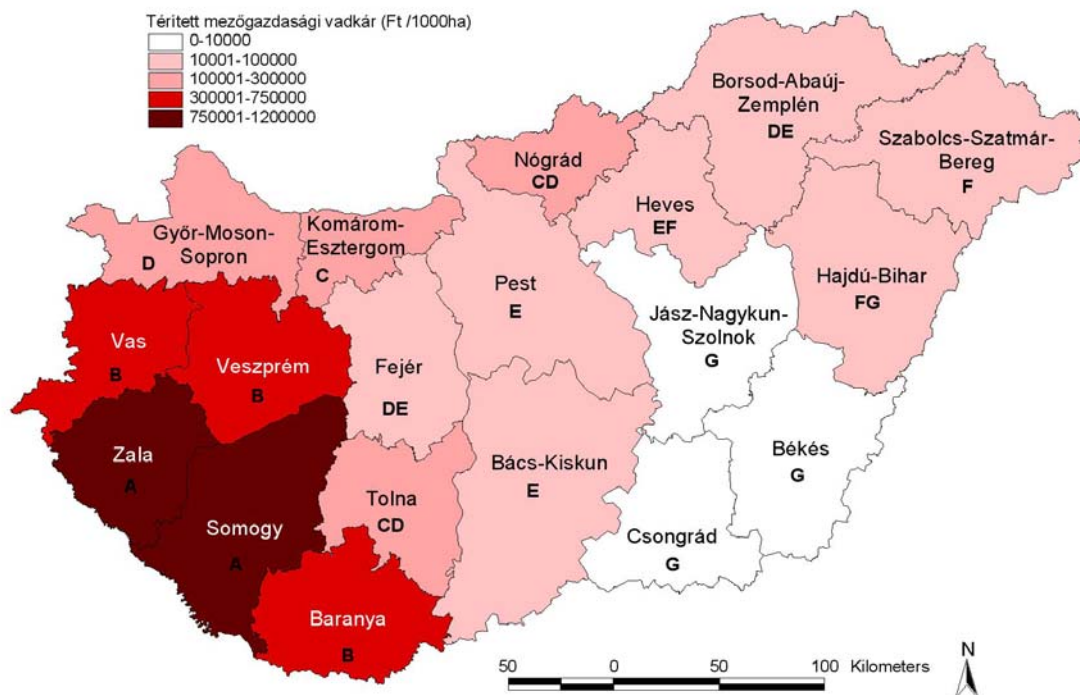 Térített mezőgazdasági vadkár (Ft /1000ha)
0-10000
10001-100000
100001-300000
300001-750000
750001-1200000
Borsod-Abaúj-
Zemplén
DE
Szabolcs-Szatmár-
Bereg
F
Nógrád
CD
Heves
EF
Győr-Moson-
Sopron
D
Komárom-
Esztergom
C
Hajdú-Bihar
FG
Pest
E
Jász-Nagykun-
Szolnok
G
Vas
B
Veszprém
B
Fejér
DE
Zala
A
Bács-Kiskun
E
Békés
G
Tolna
CD
Somogy
A
Csongrád
G
Baranya
B
50 0 50 100 Kilometers
N